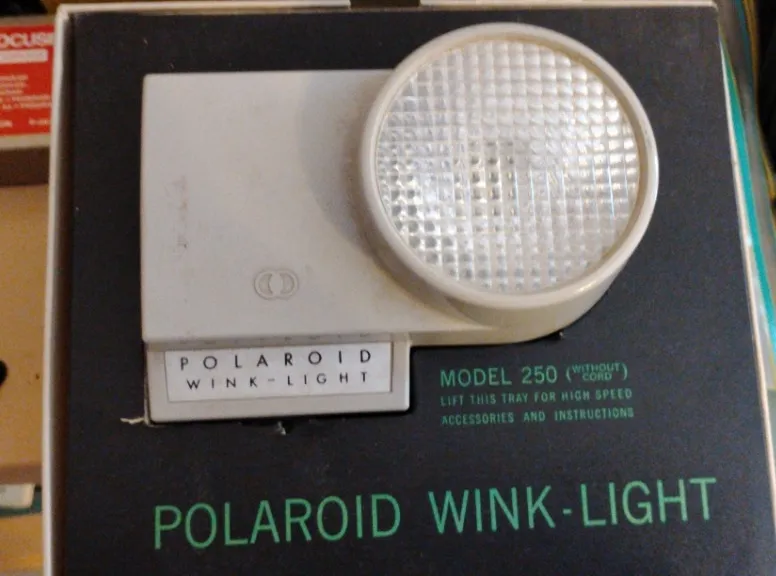 OCUS
POLAROID
WINK-LIGHT
MODEL 250 (WITHOUT CORD)
LIFT THIS TRAY FOR HIGH SPEED
ACCESSORIES AND INSTRUCTIONS
POLAROID WINK-LIGHT